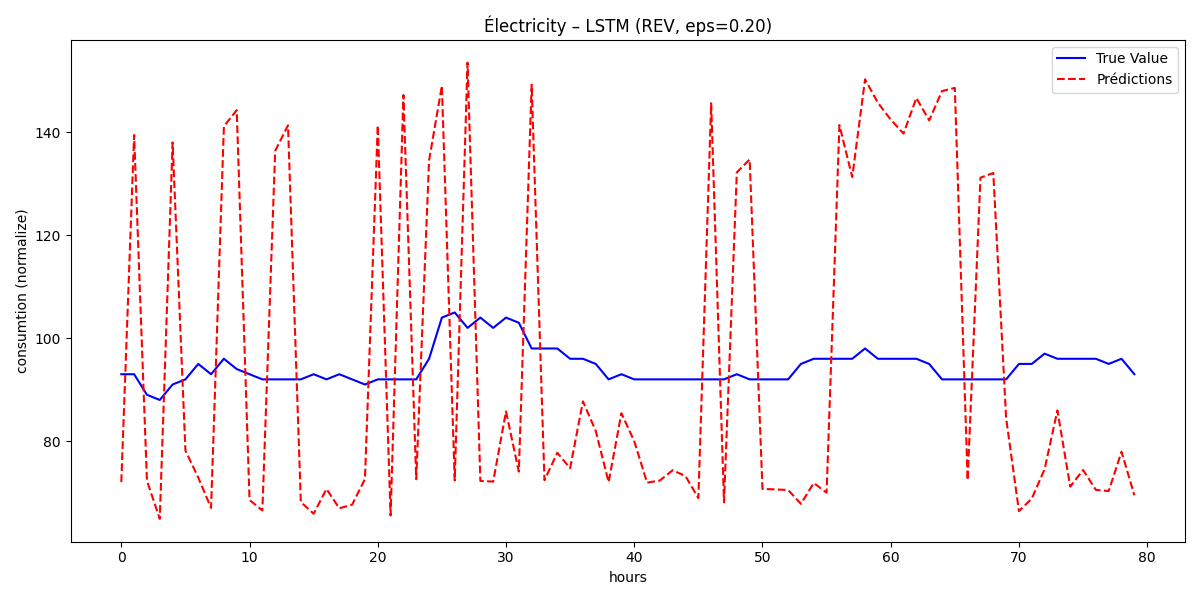 Électricity – LSTM (REV, eps=0.20)
True Value
Prédictions
consumtion (normalize)
140
120
100
80
0 10 20 30 40 50 60 70 80
hours